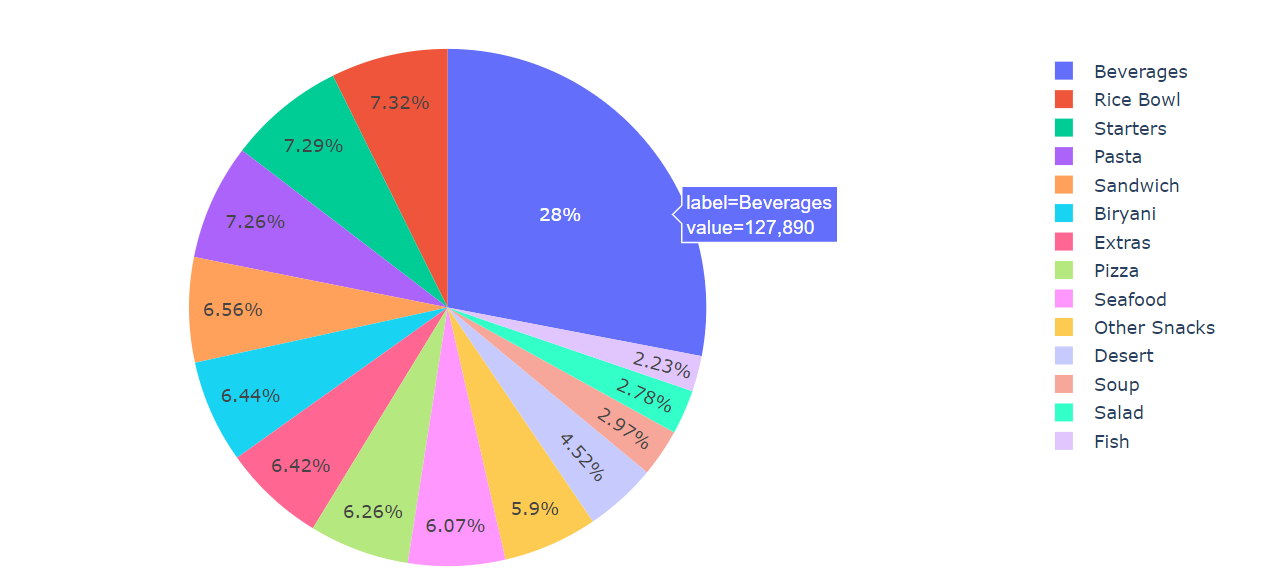 7.32%
7.29%
7.26%
6.56%
6.44%
6.42%
6.26%
6.07%
5.9%
4.52%
2.97%
2.78%
2.23%
28%
label=Beverages
value=127,890
Beverages
Rice Bowl
Starters
Pasta
Sandwich
Biryani
Extras
Pizza
Seafood
Other Snacks
Desert
Soup
Salad
Fish